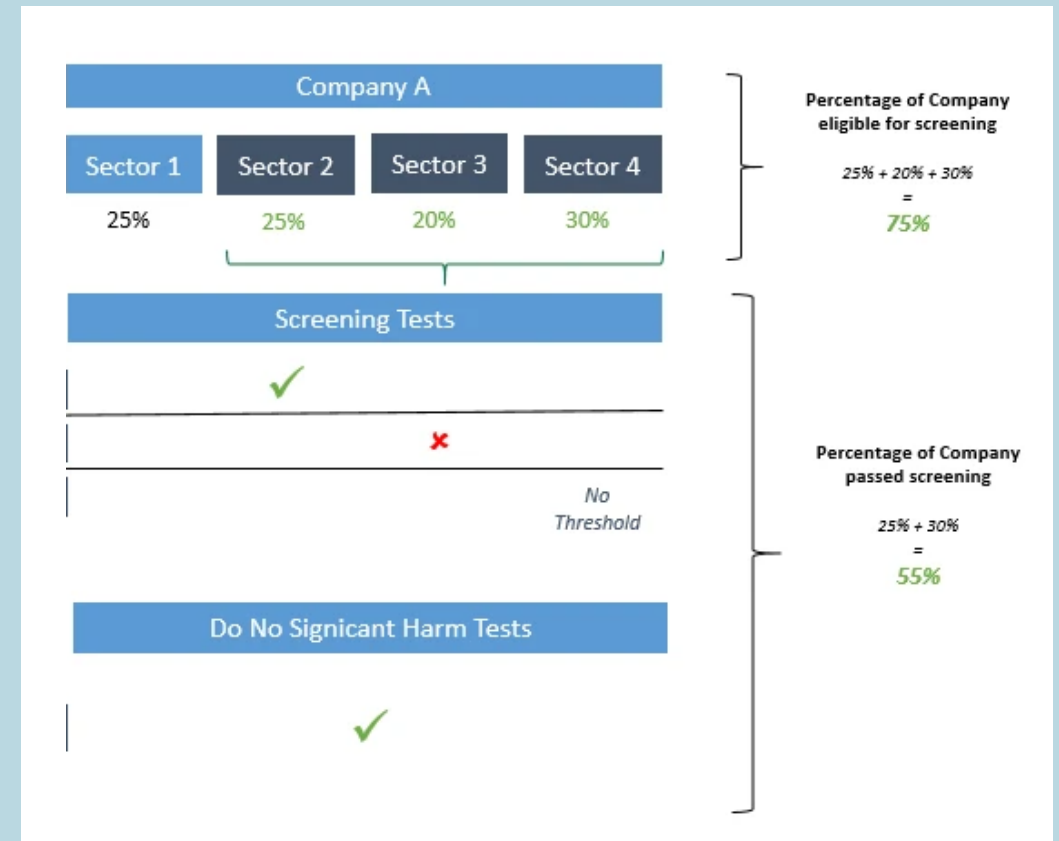 Company A
Sector 1 Sector 2 Sector 3 Sector 4
25% 25% 20% 30%
Percentage of Company
eligible for screening
25% + 20% + 30%
=
75%
Screening Tests
No
Threshold
Do No Signicant Harm Tests
Percentage of Company
passed screening
25% + 30%
=
55%